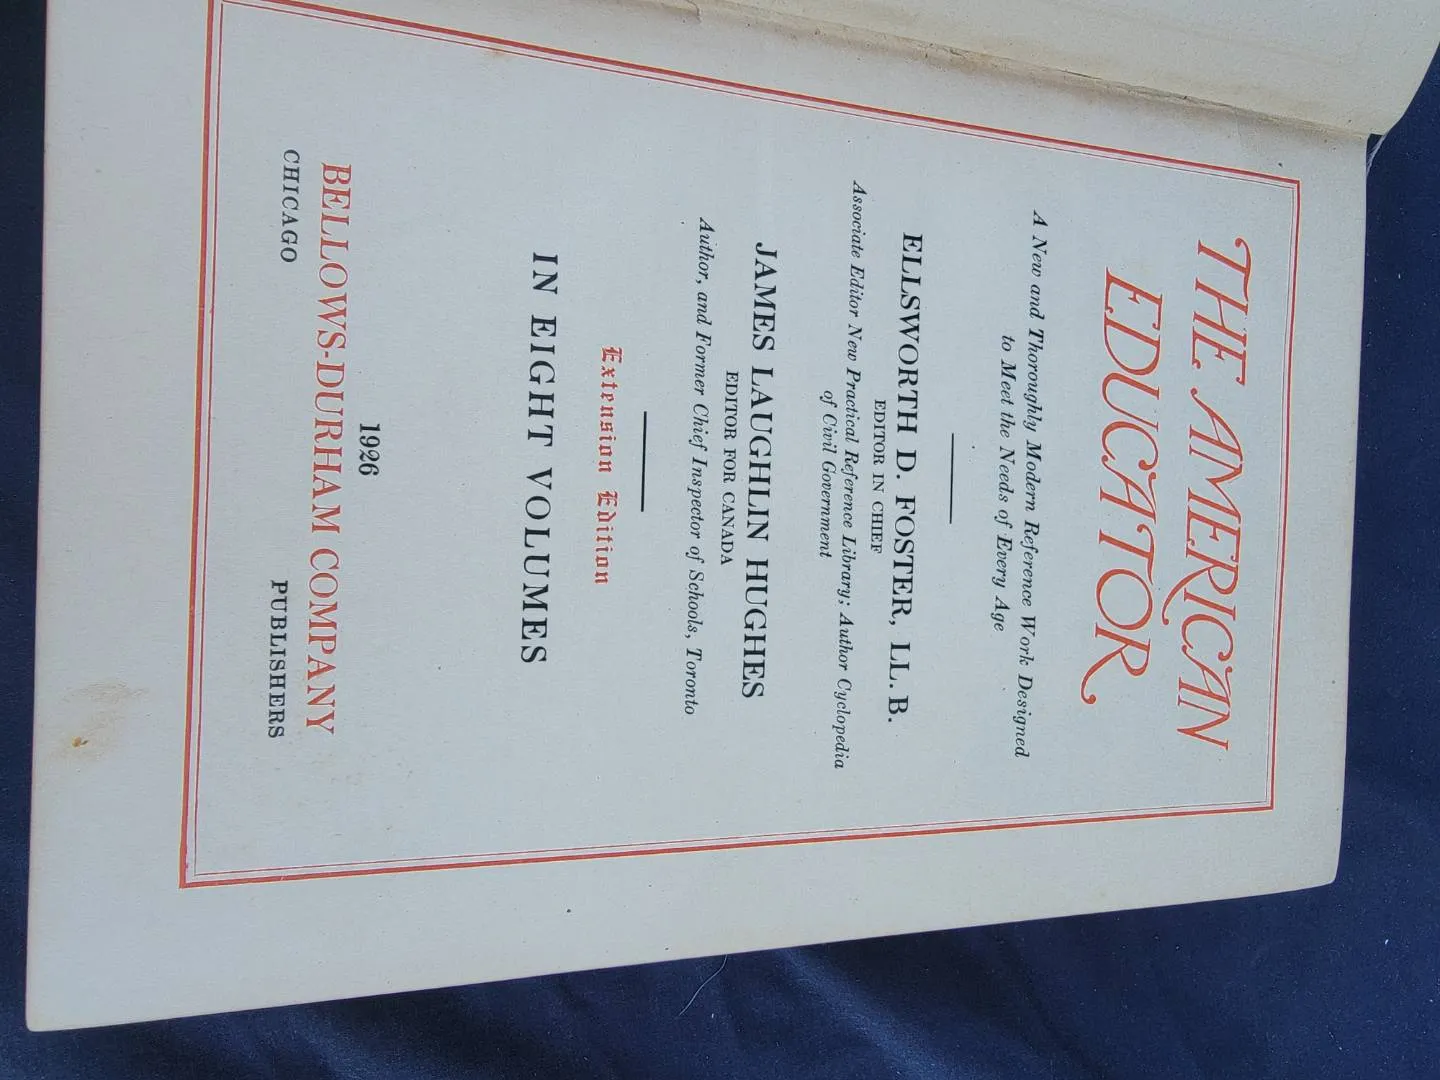 THE AMERICAN
EDUCATOR
A New and Thoroughly Modern Reference Work Designed
to Meet the Needs of Every Age
ELLSWORTH D. FOSTER, LL. B.
EDITOR IN CHIEF
Associate Editor New Practical Reference Library; Author Cyclopedia
of Civil Government
JAMES LAUGHLIN HUGHES
EDITOR FOR CANADA
Author, and Former Chief Inspector of Schools, Toronto
Extension Edition
IN EIGHT VOLUMES
1926
BELLOWS-DURHAM COMPANY
CHICAGO PUBLISHERS